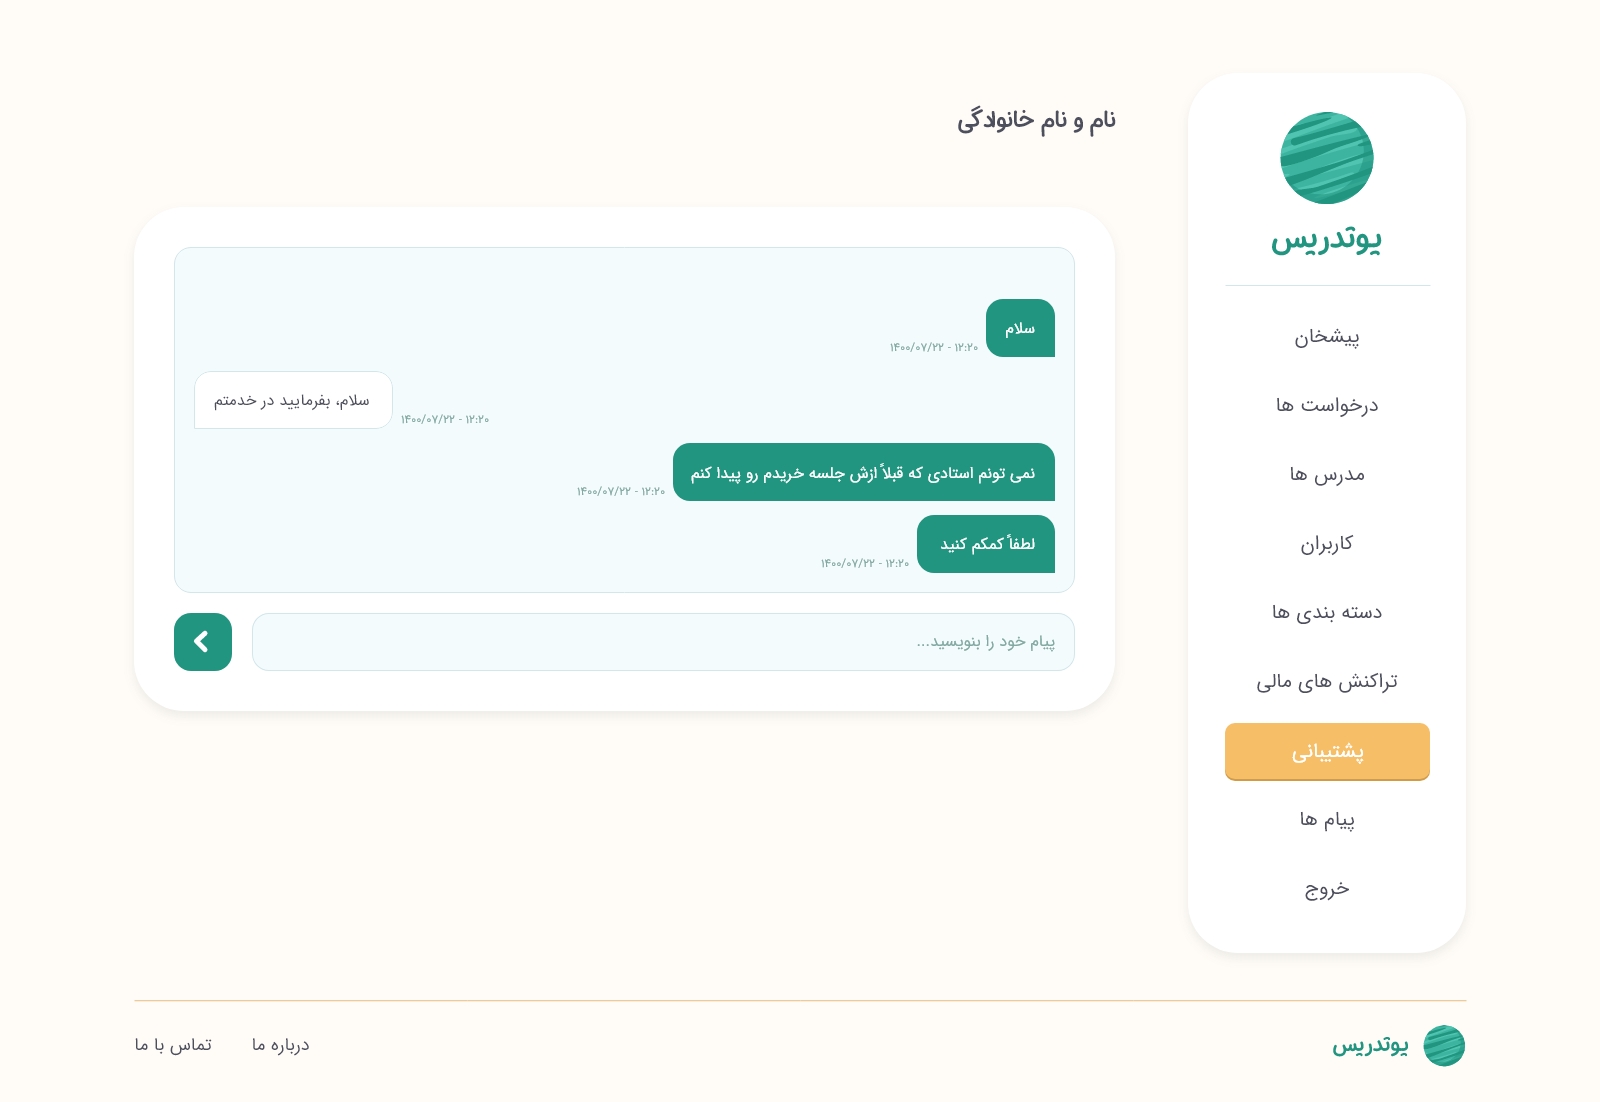 یوتدریس
پیشخان
درخواست ها
مدرس ها
کاربران
دسته بندی ها
تراکنش های مالی
پشتیبانی
پیام ها
خروج
نام و نام خانوادگی
سلام
۱۴۰۰/۰۷/۲۲ - ۱۲:۲۰
سلام، بفرمایید در خدمتم
۱۴۰۰/۰۷/۲۲ - ۱۲:۲۰
نمی تونم استادی که قبلاً ازش جلسه خریدم رو پیدا کنم
۱۴۰۰/۰۷/۲۲ - ۱۲:۲۰
لطفاً کمکم کنید
۱۴۰۰/۰۷/۲۲ - ۱۲:۲۰
پیام خود را بنویسید...
یوتدریس
درباره ما
تماس با ما